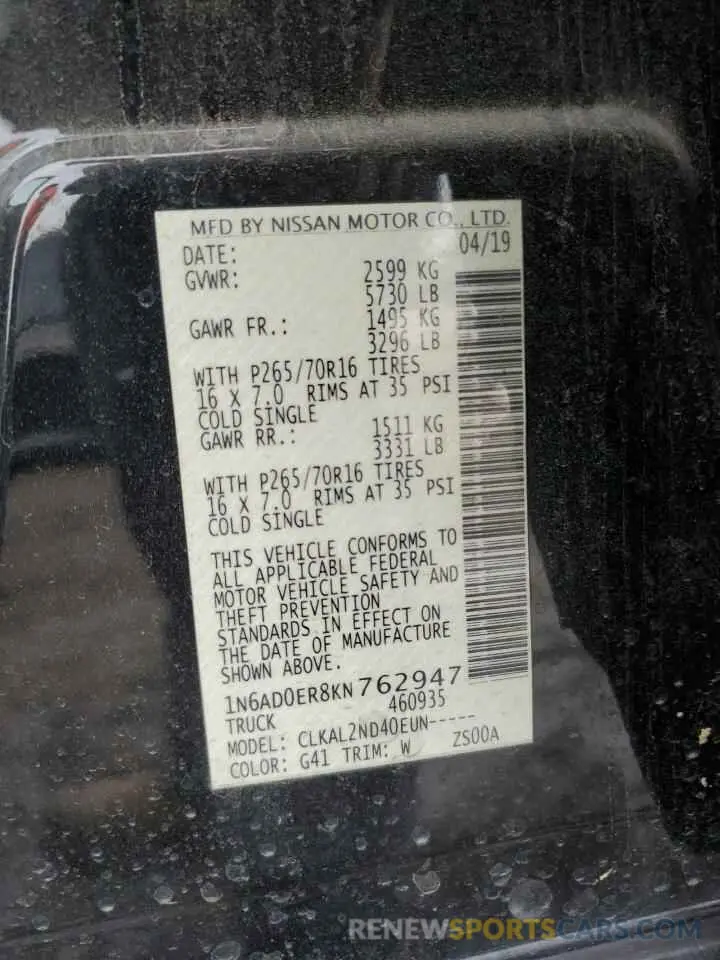 MFD BY NISSAN MOTOR CO., LTD.
DATE: 04/19
GVWR: 2599 KG
5730 LB
GAWR FR.: 1495 KG
3296 LB
WITH P265/70R16 TIRES
16 X 7.0 RIMS AT 35 PSI
COLD SINGLE
GAWR RR.: 1511 KG
3331 LB
WITH P265/70R16 TIRES
16 X 7.0 RIMS AT 35 PSI
COLD SINGLE
THIS VEHICLE CONFORMS TO
ALL APPLICABLE FEDERAL
MOTOR VEHICLE SAFETY AND
THEFT PREVENTION
STANDARDS IN EFFECT ON
THE DATE OF MANUFACTURE
SHOWN ABOVE.
1N6AD0ER8KN762947
TRUCK 460935
MODEL: CLKAL2ND40EUN-----
COLOR: G41 TRIM: W ZS00A
RENEWSPORTSCARS.COM